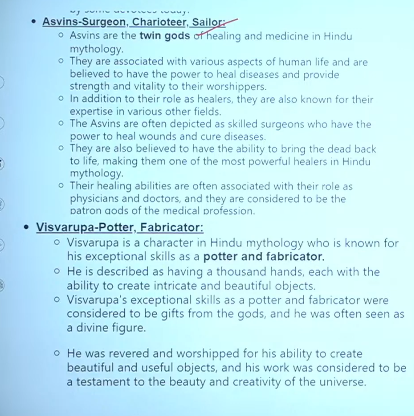 by some devotees today.
Asvins-Surgeon, Charioteer, Sailor:
Asvins are the twin gods of healing and medicine in Hindu
mythology.
They are associated with various aspects of human life and are
believed to have the power to heal diseases and provide
strength and vitality to their worshippers.
In addition to their role as healers, they are also known for their
expertise in various other fields.
The Asvins are often depicted as skilled surgeons who have the
power to heal wounds and cure diseases.
They are also believed to have the ability to bring the dead back
to life, making them one of the most powerful healers in Hindu
mythology.
Their healing abilities are often associated with their role as
physicians and doctors, and they are considered to be the
patron gods of the medical profession.
Visvarupa-Potter, Fabricator:
Visvarupa is a character in Hindu mythology who is known for
his exceptional skills as a potter and fabricator.
He is described as having a thousand hands, each with the
ability to create intricate and beautiful objects.
Visvarupa's exceptional skills as a potter and fabricator were
considered to be gifts from the gods, and he was often seen as
a divine figure.
He was revered and worshipped for his ability to create
beautiful and useful objects, and his work was considered to be
a testament to the beauty and creativity of the universe.